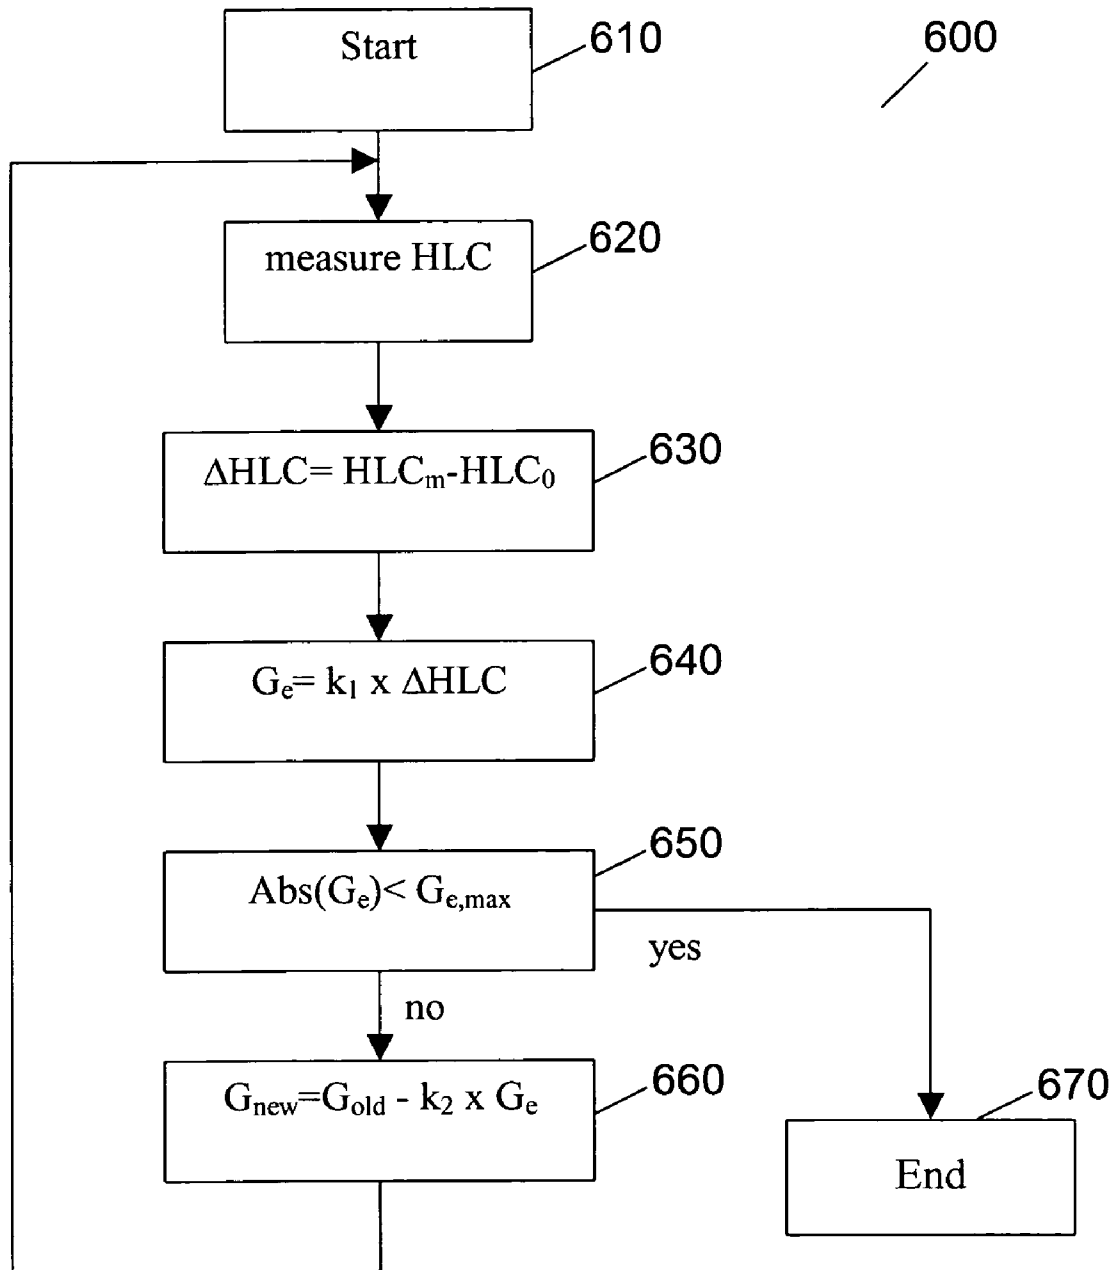 Start
610
600
measure HLC
620
ΔHLC= HLCₘ-HLC₀
630
Gₑ= k₁ x ΔHLC
640
Abs(Gₑ)< Gₑ,ₘₐₓ
650
yes
no
Gnew=Gold - k₂ x Gₑ
660
670
End